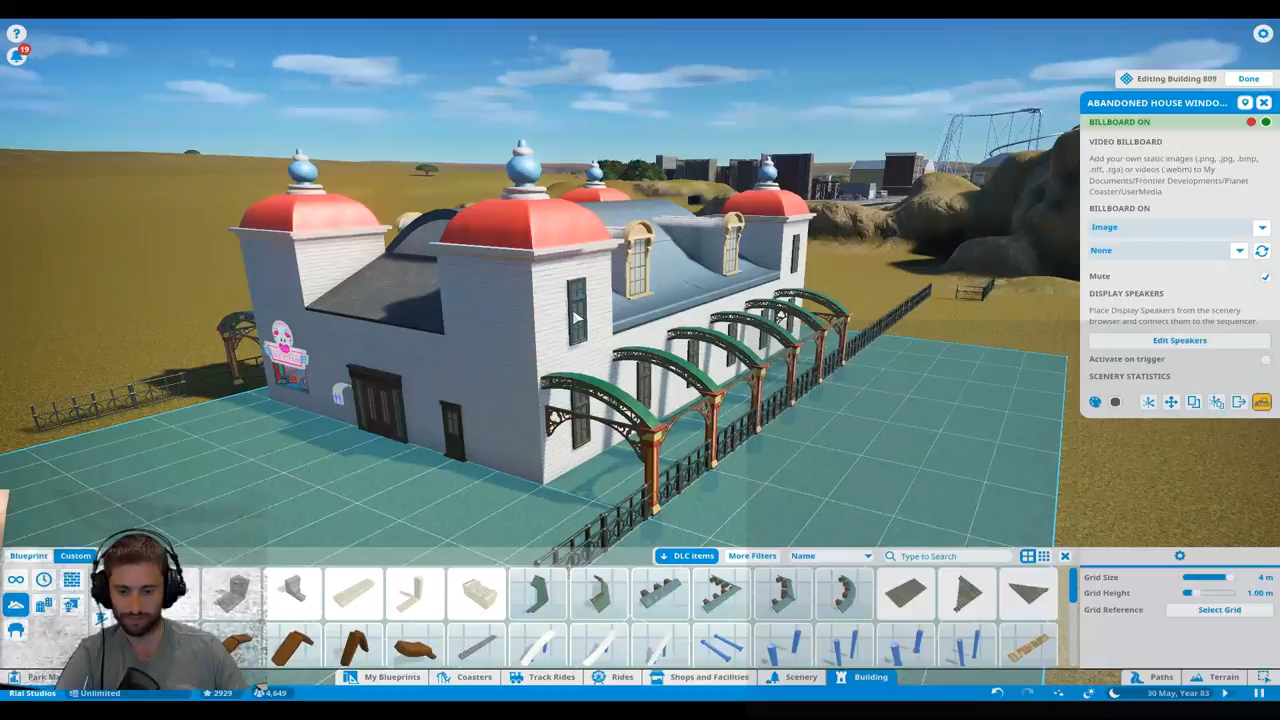 ?
19
Editing Building 809
Done
ABANDONED HOUSE WINDO...
BILLBOARD ON
VIDEO BILLBOARD
Add your own static images (.png, .jpg, .bmp,
.tiff, .tga) or videos (.webm) to My
Documents/Frontier Developments/Planet
Coaster/UserMedia
BILLBOARD ON
Image
None
Mute
DISPLAY SPEAKERS
Place Display Speakers from the scenery
browser and connect them to the sequencer.
Edit Speakers
Activate on trigger
SCENERY STATISTICS
Blueprint
Custom
DLC items
More Filters
Name
Type to Search
Grid Size
4 m
Grid Height
1.00 m
Grid Reference
Select Grid
Park Ma
My Blueprints
Coasters
Track Rides
Rides
Shops and Facilities
Scenery
Building
Paths
Terrain
Rial Studios
Unlimited
2929
4,649
30 May, Year 83